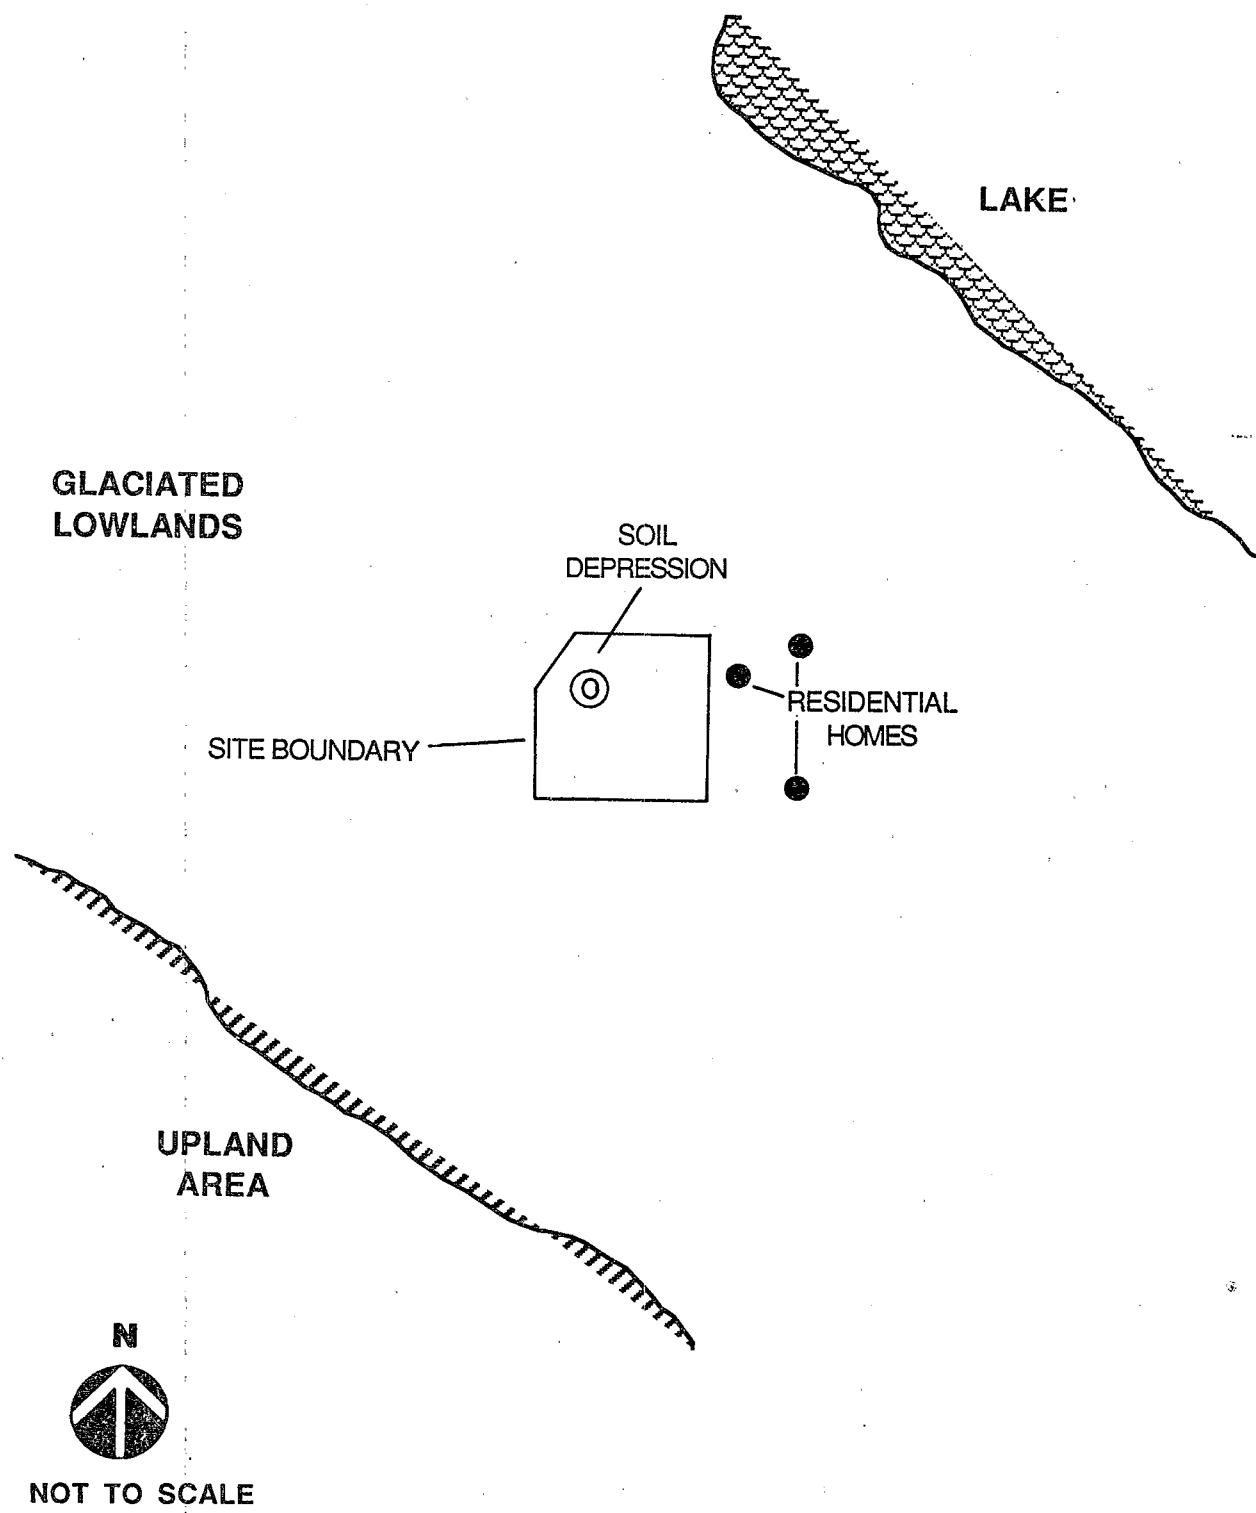 LAKE
GLACIATED
LOWLANDS
SOIL
DEPRESSION
RESIDENTIAL
HOMES
SITE BOUNDARY
UPLAND
AREA
N
NOT TO SCALE